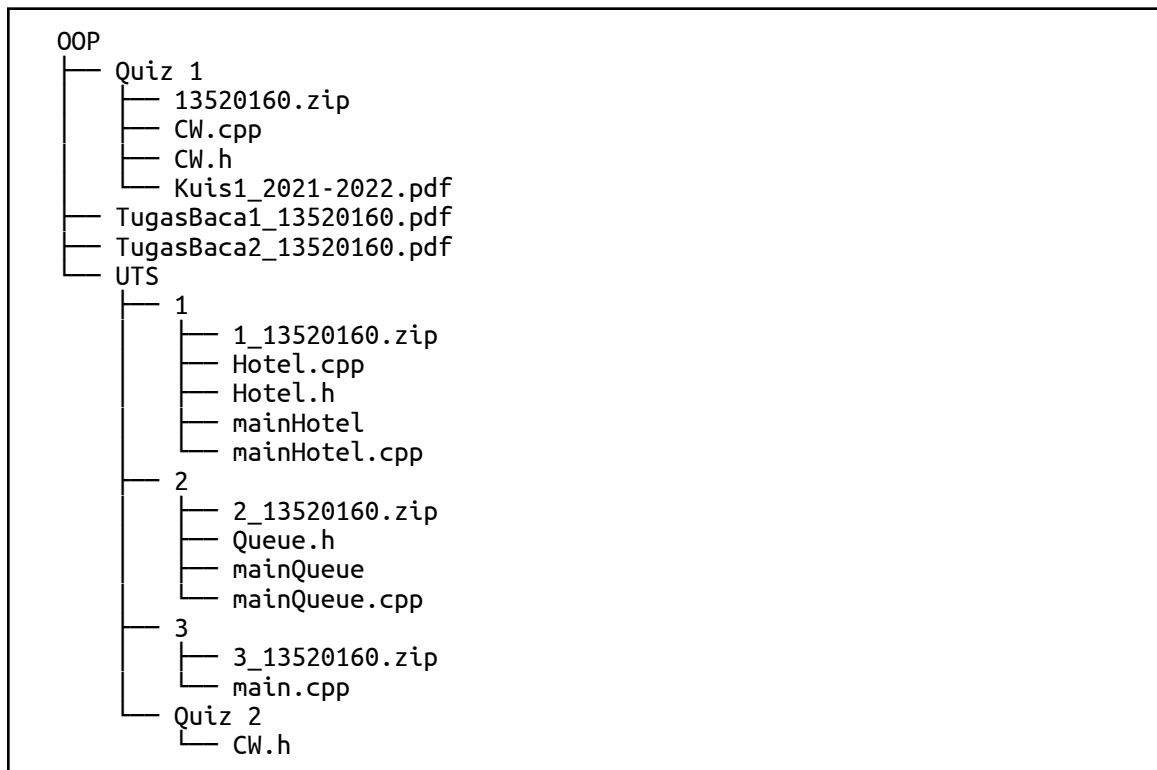 OOP
├── Quiz 1
│   ├── 13520160.zip
│   ├── CW.cpp
│   ├── CW.h
│   └── Kuis1_2021-2022.pdf
├── TugasBaca1_13520160.pdf
├── TugasBaca2_13520160.pdf
└── UTS
    ├── 1
    │   ├── 1_13520160.zip
    │   ├── Hotel.cpp
    │   ├── Hotel.h
    │   ├── mainHotel
    │   └── mainHotel.cpp
    ├── 2
    │   ├── 2_13520160.zip
    │   ├── Queue.h
    │   ├── mainQueue
    │   └── mainQueue.cpp
    ├── 3
    │   ├── 3_13520160.zip
    │   └── main.cpp
    └── Quiz 2
        └── CW.h